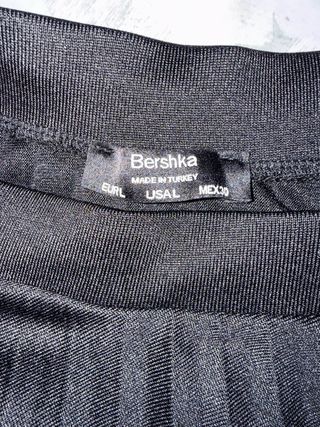 Bershka
MADE IN TURKEY
EUR L USA L MEX 30